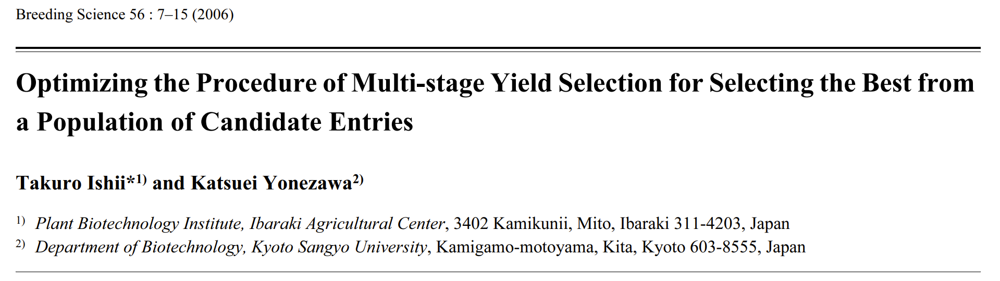 Breeding Science 56 : 7–15 (2006)
Optimizing the Procedure of Multi-stage Yield Selection for Selecting the Best from
a Population of Candidate Entries
Takuro Ishii*1) and Katsuei Yonezawa2)
1) Plant Biotechnology Institute, Ibaraki Agricultural Center, 3402 Kamikunii, Mito, Ibaraki 311-4203, Japan
2) Department of Biotechnology, Kyoto Sangyo University, Kamigamo-motoyama, Kita, Kyoto 603-8555, Japan